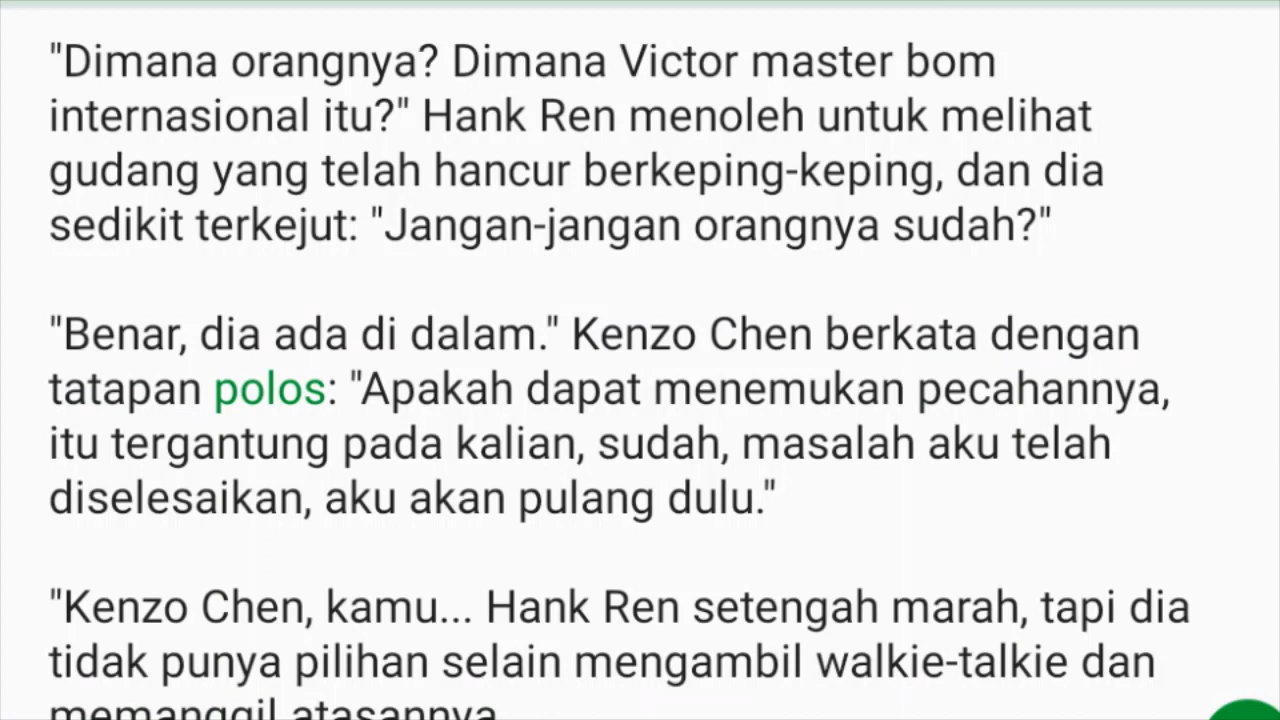 "Dimana orangnya? Dimana Victor master bom
internasional itu?" Hank Ren menoleh untuk melihat
gudang yang telah hancur berkeping-keping, dan dia
sedikit terkejut: "Jangan-jangan orangnya sudah?"
"Benar, dia ada di dalam." Kenzo Chen berkata dengan
tatapan polos: "Apakah dapat menemukan pecahannya,
itu tergantung pada kalian, sudah, masalah aku telah
diselesaikan, aku akan pulang dulu."
"Kenzo Chen, kamu... Hank Ren setengah marah, tapi dia
tidak punya pilihan selain mengambil walkie-talkie dan
memanggil atasannya